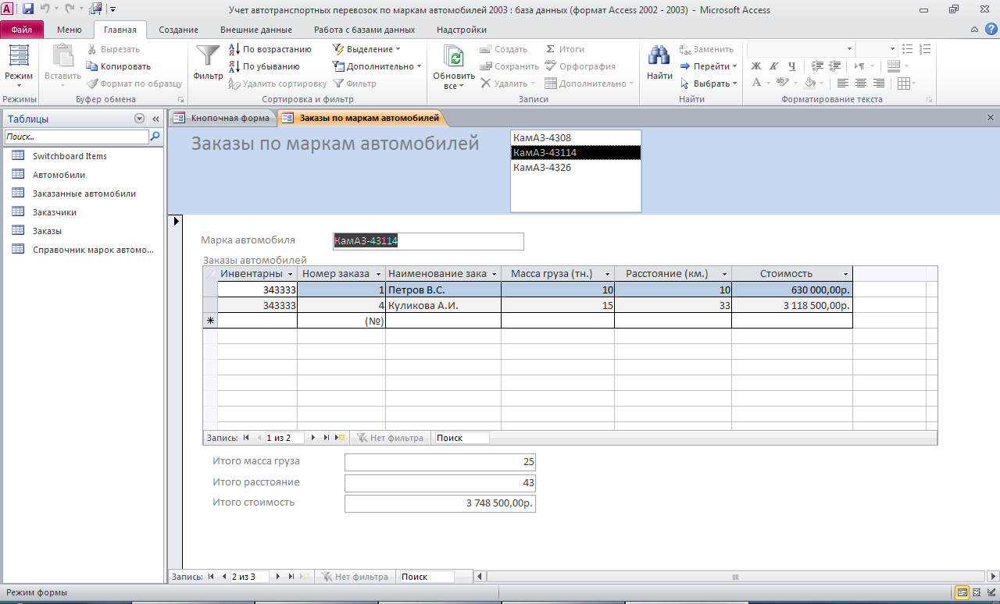 Учет автотранспортных перевозок по маркам автомобилей 2003 : база данных (формат Access 2002 - 2003) - Microsoft Access
Файл Меню Главная Создание Внешние данные Работа с базами данных Надстройки
Режим
Режимы
Вставить
Вырезать
Копировать
Формат по образцу
Буфер обмена
Фильтр
По возрастанию
По убыванию
Удалить сортировку
Выделение
Дополнительно
Фильтр
Сортировка и фильтр
Обновить
все
Создать
Сохранить
Удалить
Итоги
Орфография
Дополнительно
Записи
Найти
Заменить
Перейти
Выбрать
Найти
Ж К Ч
А
Форматирование текста
Таблицы
Поиск...
Switchboard Items
Автомобили
Заказанные автомобили
Заказчики
Заказы
Справочник марок автомо...
Кнопочная форма
Заказы по маркам автомобилей
Заказы по маркам автомобилей
КамАЗ-4308
КамАЗ-43114
КамАЗ-4326
Марка автомобиля КамАЗ-43114
Заказы автомобилей
Инвентарны Номер заказа Наименование зака Масса груза (тн.) Расстояние (км.) Стоимость
343333 1 Петров В.С. 10 10 630 000,00р.
343333 4 Куликова А.И. 15 33 3 118 500,00р.
(№)
Запись: 1 из 2 Нет фильтра Поиск
Итого масса груза 25
Итого расстояние 43
Итого стоимость 3 748 500,00р.
Запись: 2 из 3 Нет фильтра Поиск
Режим формы